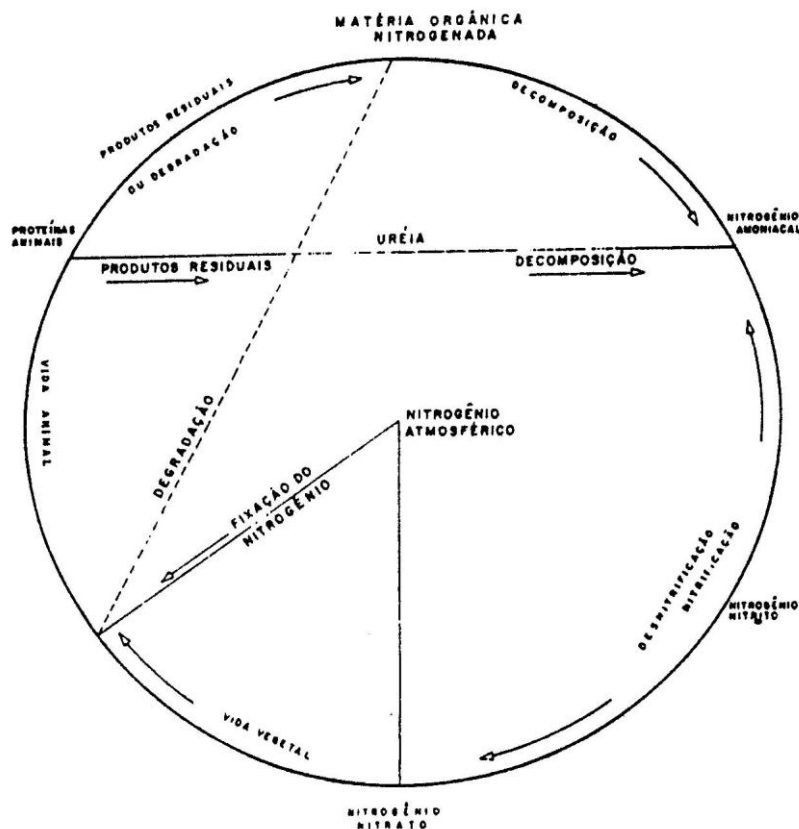 MATÉRIA ORGÂNICA
NITROGENADA
PRODUTOS RESIDUAIS
OU DEGRADAÇÃO
DECOMPOSIÇÃO
PROTEÍNAS
ANIMAIS
NITROGÊNIO
AMONIACAL
URÉIA
PRODUTOS RESIDUAIS
DECOMPOSIÇÃO
VIDA ANIMAL
DEGRADAÇÃO
NITROGÊNIO
ATMOSFÉRICO
FIXAÇÃO DO
NITROGÊNIO
DESNITRIFICAÇÃO
NITRIFICAÇÃO
NITROGÊNIO
NITRITO
VIDA VEGETAL
NITROGÊNIO
NITRATO